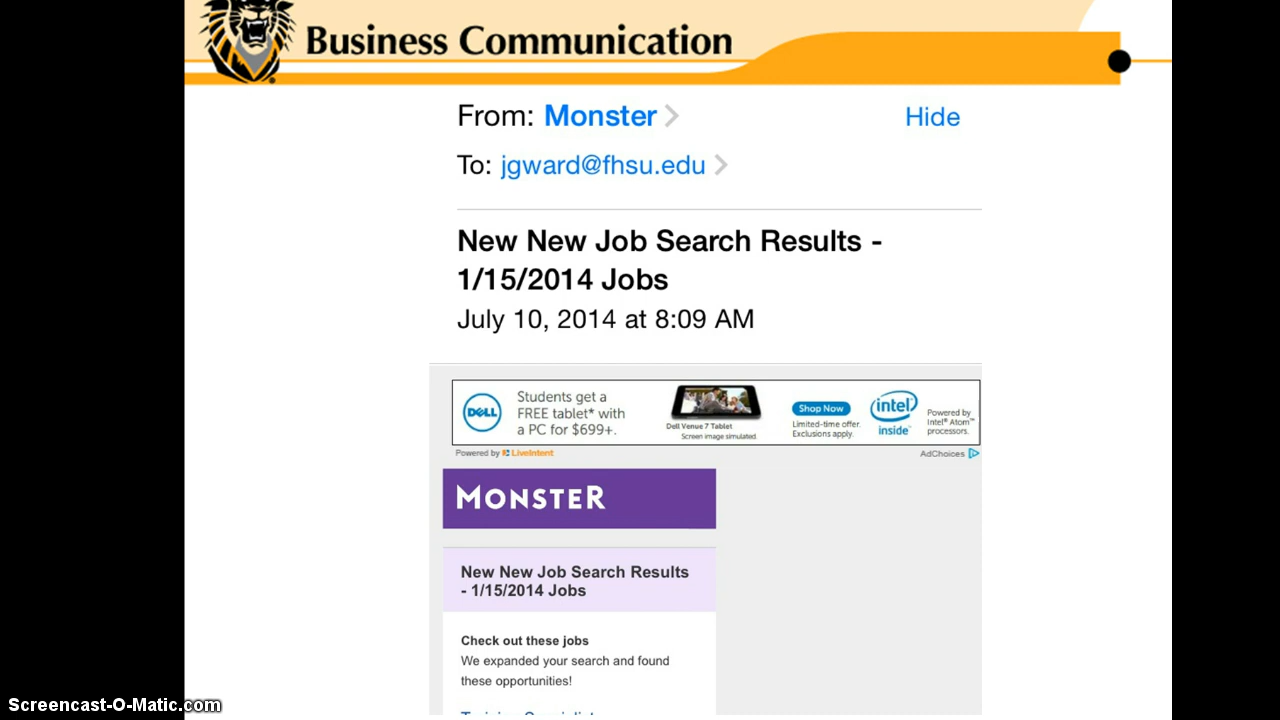 Business Communication
From: Monster
Hide
To: jgward@fhsu.edu
New New Job Search Results -
1/15/2014 Jobs
July 10, 2014 at 8:09 AM
DELL
Students get a
FREE tablet* with
a PC for $699+.
Dell Venue 7 Tablet
Screen image simulated.
Shop Now
Limited-time offer.
Exclusions apply.
intel
inside
Powered by
Intel® Atom™
processors.
Powered by LiveIntent
AdChoices
MONSTER
New New Job Search Results
- 1/15/2014 Jobs
Check out these jobs
We expanded your search and found
these opportunities!
Screencast-O-Matic.com